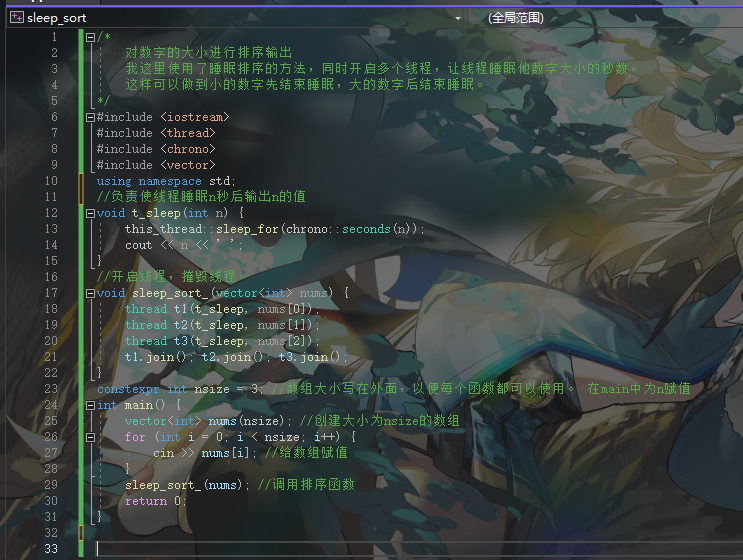 sleep_sort (全局范围)
1 /*
2 对数字的大小进行排序输出
3 我这里使用了睡眠排序的方法，同时开启多个线程，让线程睡眠他数字大小的秒数。
4 这样可以做到小的数字先结束睡眠，大的数字后结束睡眠。
5 */
6 #include <iostream>
7 #include <thread>
8 #include <chrono>
9 #include <vector>
10 using namespace std;
11 //负责使线程睡眠n秒后输出n的值
12 void t_sleep(int n) {
13 this_thread::sleep_for(chrono::seconds(n));
14 cout << n << ' ';
15 }
16 //开启线程，摧毁线程。
17 void sleep_sort_(vector<int> nums) {
18 thread t1(t_sleep, nums[0]);
19 thread t2(t_sleep, nums[1]);
20 thread t3(t_sleep, nums[2]);
21 t1.join(); t2.join(); t3.join();
22 }
23 constexpr int nsize = 3; //数组大小写在外面，以便每个函数都可以使用。 在main中为n赋值
24 int main() {
25 vector<int> nums(nsize); //创建大小为nsize的数组
26 for (int i = 0; i < nsize; i++) {
27 cin >> nums[i]; //给数组赋值
28 }
29 sleep_sort_(nums); //调用排序函数
30 return 0;
31 }
32
33